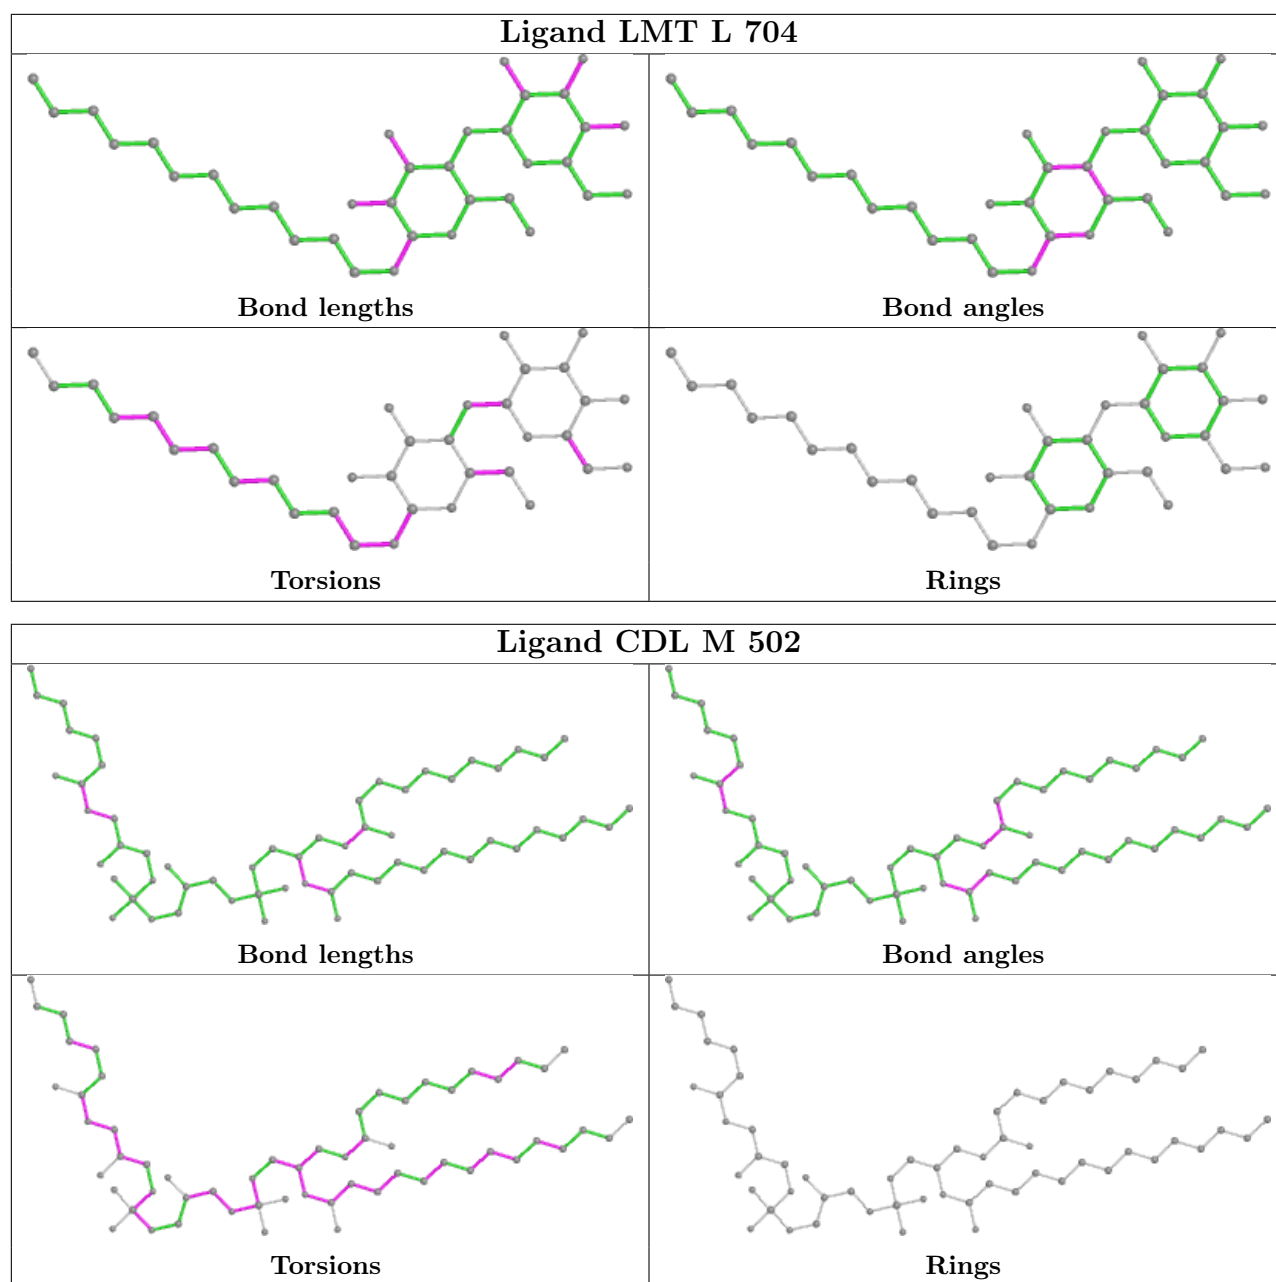 Ligand LMT L 704
Bond lengths
Bond angles
Torsions
Rings
Ligand CDL M 502
Bond lengths
Bond angles
Torsions
Rings